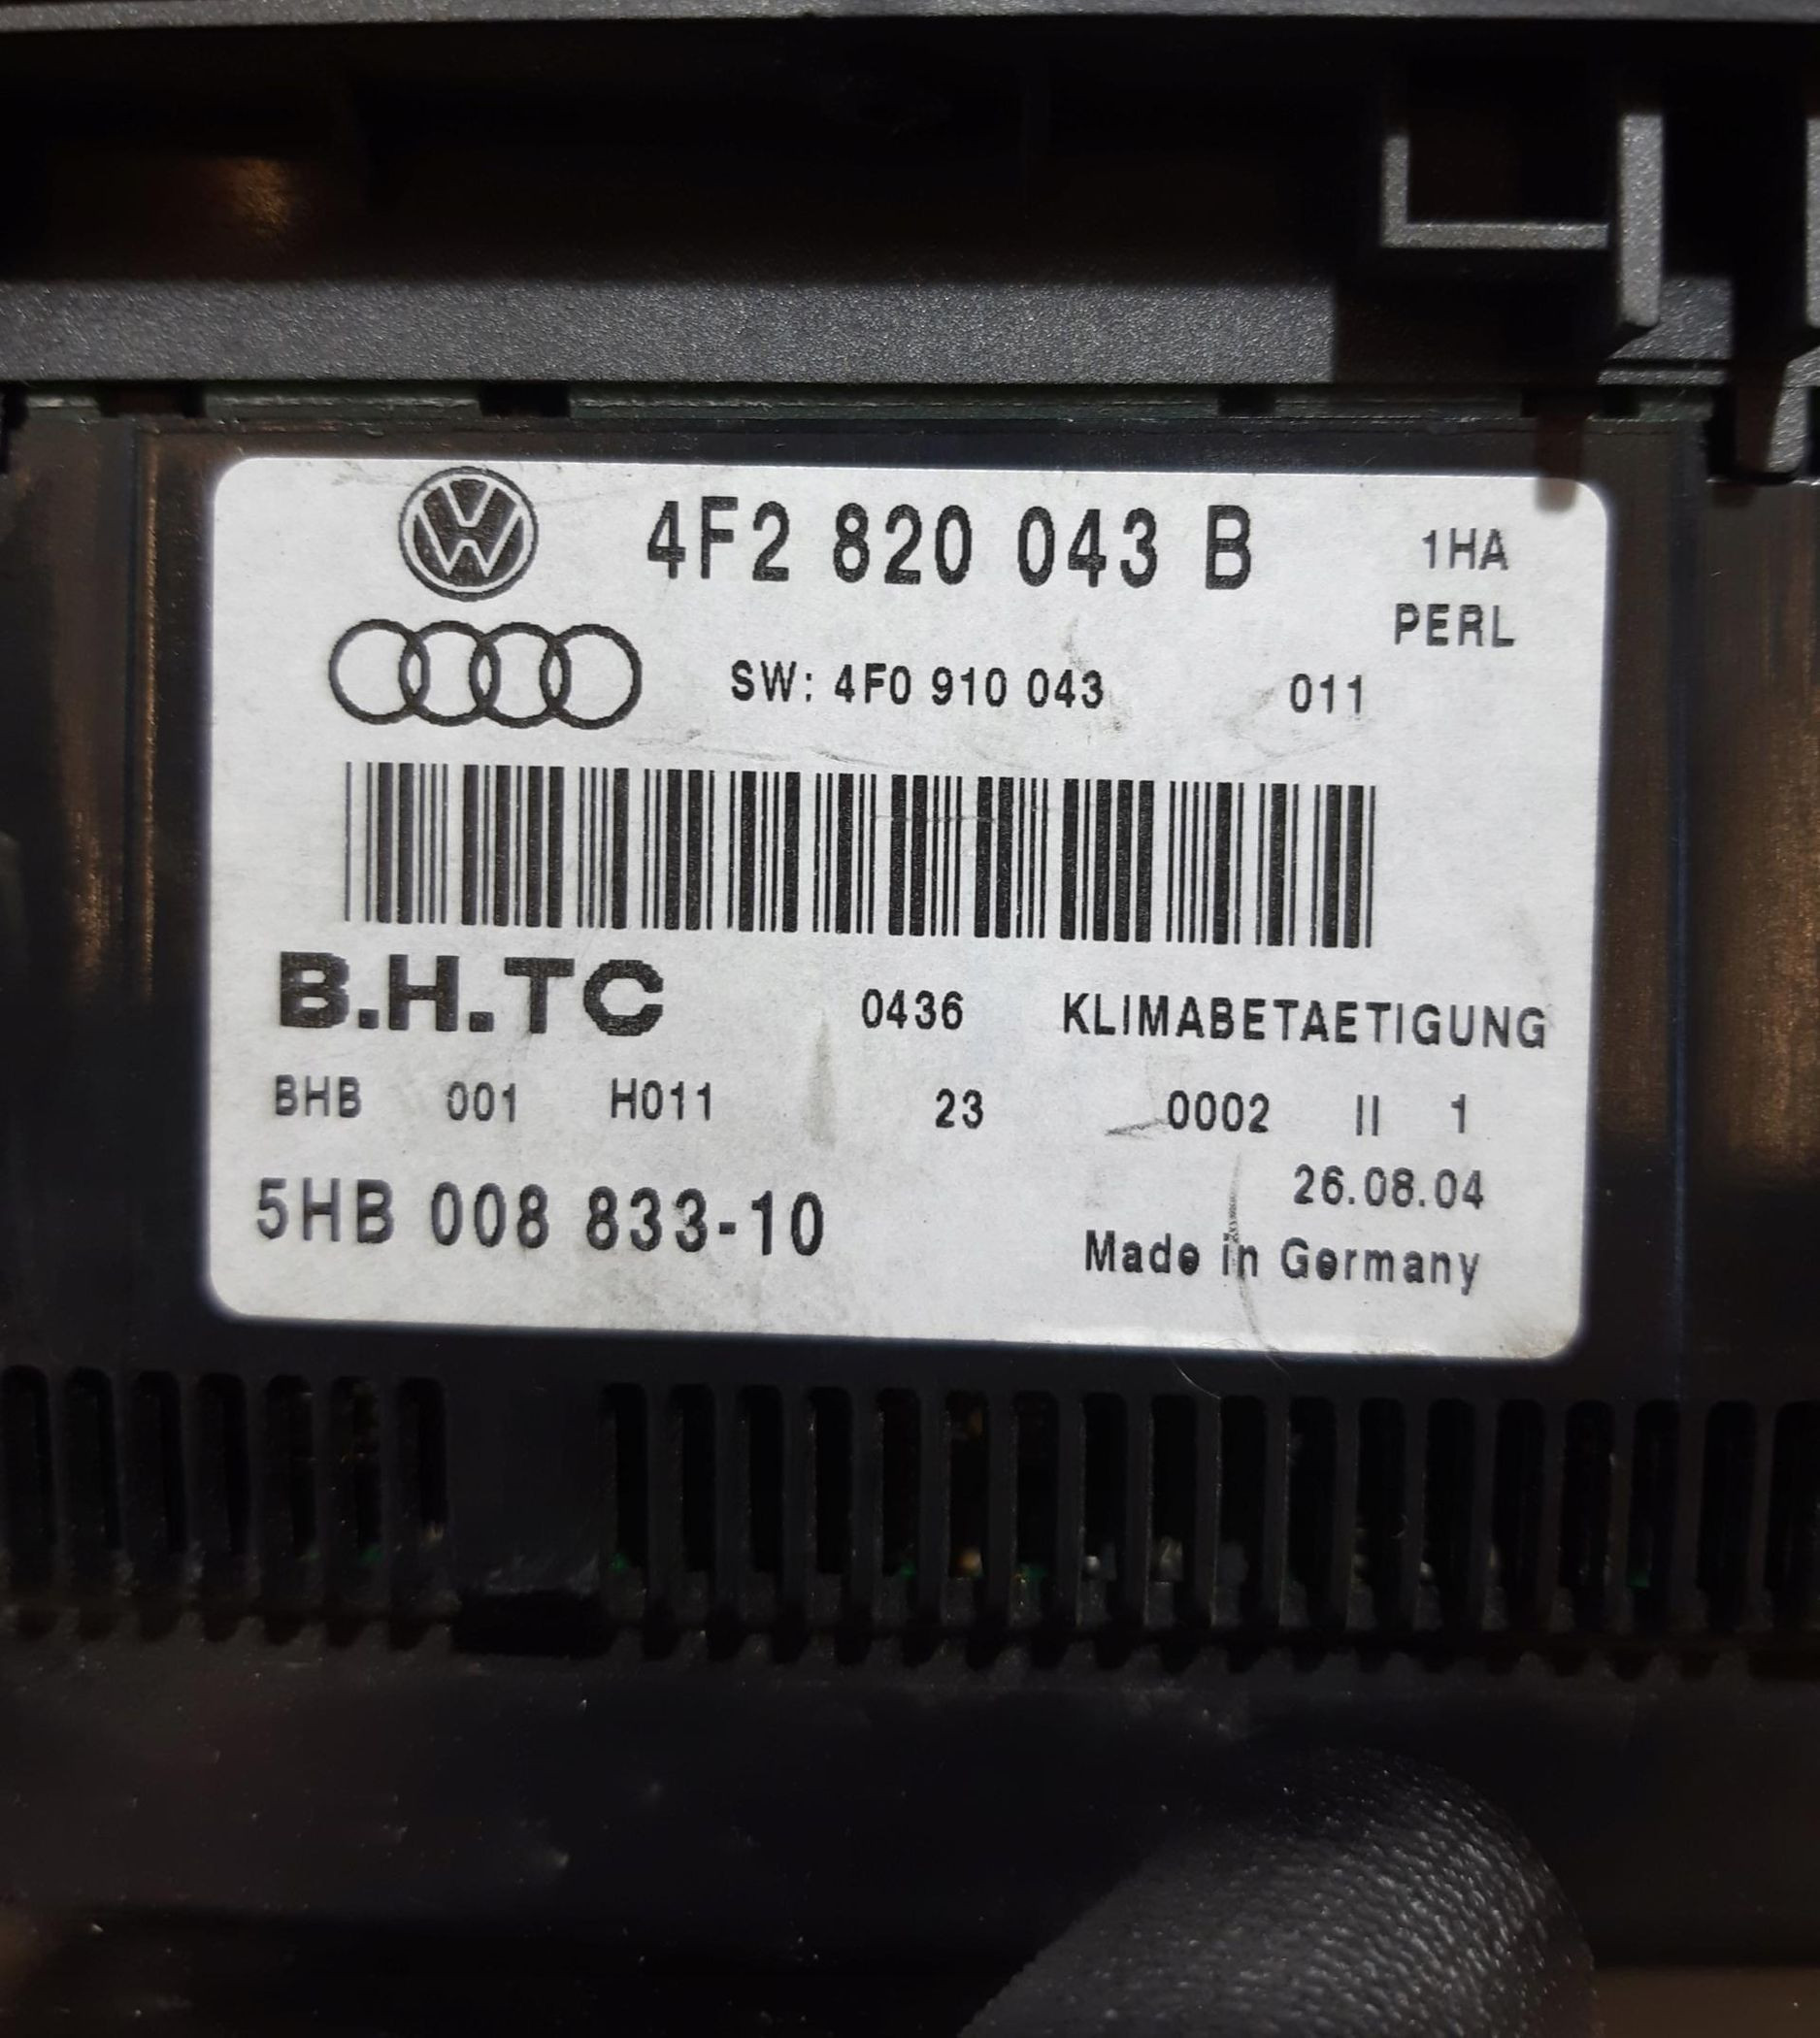 4F2 820 043 B 1HA
PERL
SW: 4F0 910 043 011
B.H.TC 0436 KLIMABETAETIGUNG
BHB 001 H011 23 0002 II 1
26.08.04
5HB 008 833-10
Made in Germany